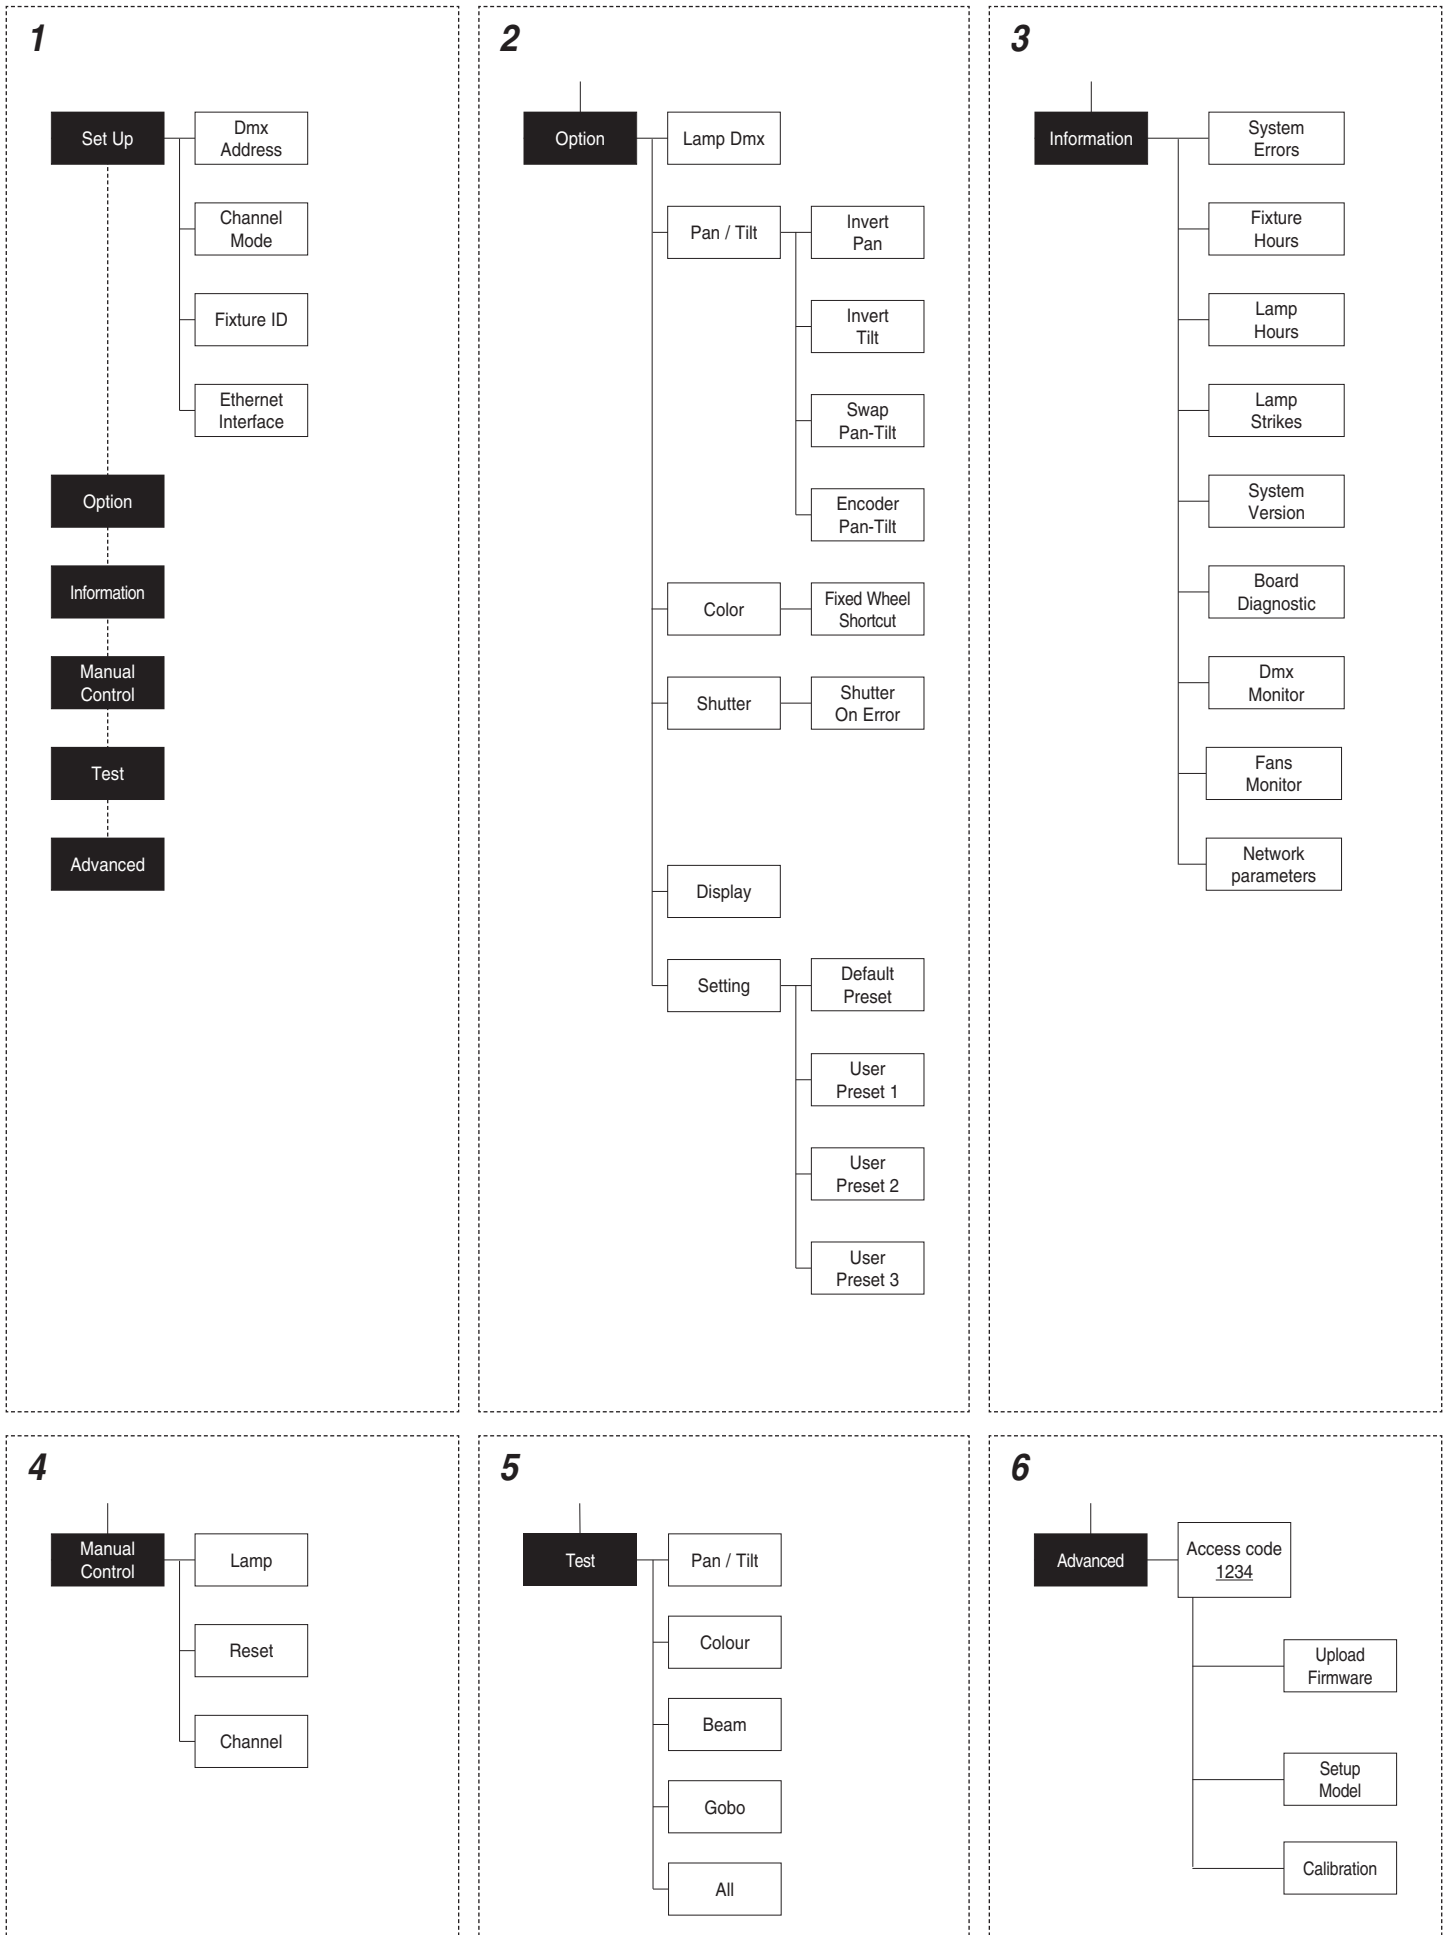 1
Set Up
Dmx
Address
Channel
Mode
Fixture ID
Ethernet
Interface
Option
Information
Manual
Control
Test
Advanced
2
Option
Lamp Dmx
Pan / Tilt
Invert
Pan
Invert
Tilt
Swap
Pan-Tilt
Encoder
Pan-Tilt
Color
Fixed Wheel
Shortcut
Shutter
Shutter
On Error
Display
Setting
Default
Preset
User
Preset 1
User
Preset 2
User
Preset 3
3
Information
System
Errors
Fixture
Hours
Lamp
Hours
Lamp
Strikes
System
Version
Board
Diagnostic
Dmx
Monitor
Fans
Monitor
Network
parameters
4
Manual
Control
Lamp
Reset
Channel
5
Test
Pan / Tilt
Colour
Beam
Gobo
All
6
Advanced
Access code
1234
Upload
Firmware
Setup
Model
Calibration